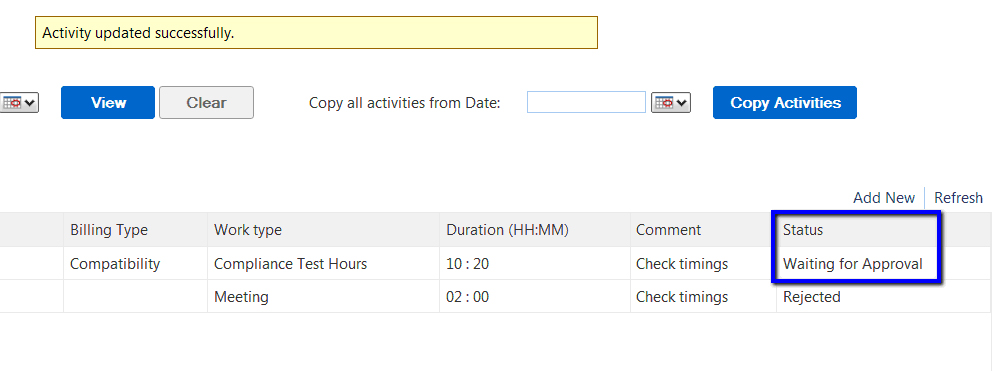 Activity updated successfully.
View Clear Copy all activities from Date: Copy Activities
Add New Refresh
Billing Type Work type Duration (HH:MM) Comment Status
Compatibility Compliance Test Hours 10 : 20 Check timings Waiting for Approval
Meeting 02 : 00 Check timings Rejected